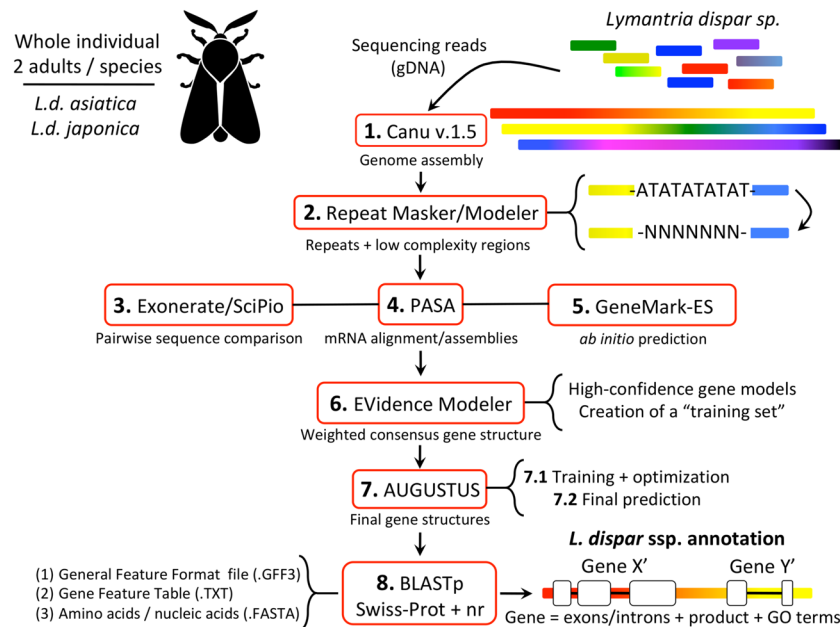 Whole individual
2 adults / species
L.d. asiatica
L.d. japonica
Lymantria dispar sp.
Sequencing reads
(gDNA)
1. Canu v.1.5
Genome assembly
2. Repeat Masker/Modeler
Repeats + low complexity regions
-ATATATATAT-
-NNNNNNN-
3. Exonerate/SciPio
Pairwise sequence comparison
4. PASA
mRNA alignment/assemblies
5. GeneMark-ES
ab initio prediction
6. EVidence Modeler
Weighted consensus gene structure
High-confidence gene models
Creation of a “training set”
7. AUGUSTUS
Final gene structures
7.1 Training + optimization
7.2 Final prediction
8. BLASTp
Swiss-Prot + nr
(1) General Feature Format file (.GFF3)
(2) Gene Feature Table (.TXT)
(3) Amino acids / nucleic acids (.FASTA)
L. dispar ssp. annotation
Gene X’
Gene Y’
Gene = exons/introns + product + GO terms